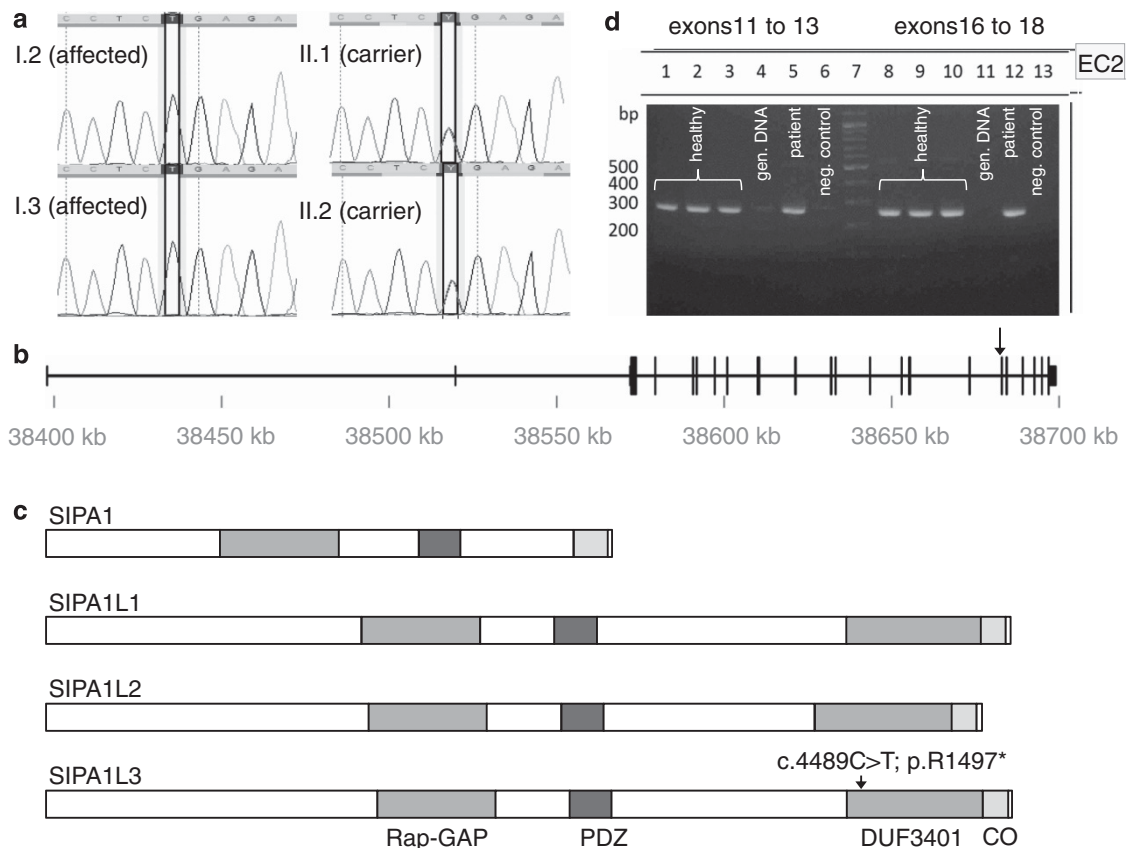 a
C C T C T G A G A
I.2 (affected)
C C T C Y G A G A
II.1 (carrier)
C C T C T G A G A
I.3 (affected)
C C T C Y G A G A
II.2 (carrier)
d
exons11 to 13
exons16 to 18
EC2
1 2 3 4 5 6 7 8 9 10 11 12 13
bp
500
400
300
200
healthy
gen. DNA
patient
neg. control
healthy
gen. DNA
patient
neg. control
b
38400 kb 38450 kb 38500 kb 38550 kb 38600 kb 38650 kb 38700 kb
c
SIPA1
SIPA1L1
SIPA1L2
SIPA1L3
c.4489C>T; p.R1497*
Rap-GAP PDZ DUF3401 CO